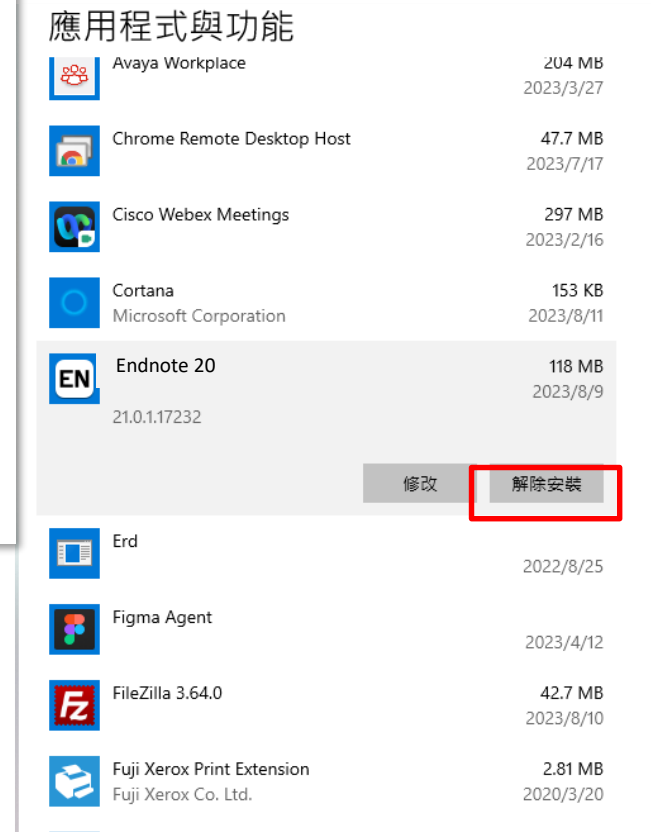 應用程式與功能
Avaya Workplace 204 MB
2023/3/27
Chrome Remote Desktop Host 47.7 MB
2023/7/17
Cisco Webex Meetings 297 MB
2023/2/16
Cortana 153 KB
Microsoft Corporation 2023/8/11
EN Endnote 20 118 MB
2023/8/9
21.0.1.17232
修改 解除安裝
Erd
2022/8/25
Figma Agent
2023/4/12
Fz FileZilla 3.64.0 42.7 MB
2023/8/10
Fuji Xerox Print Extension 2.81 MB
Fuji Xerox Co. Ltd. 2020/3/20